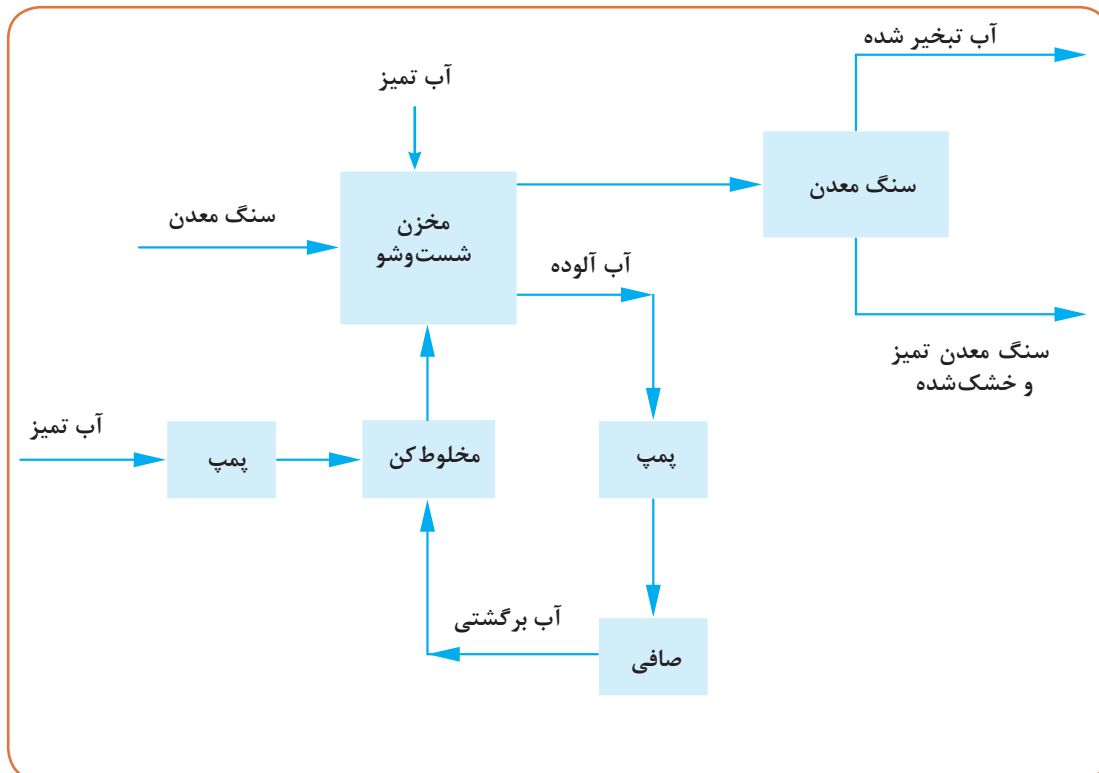 آب تبخیر شده
آب تمیز
سنگ معدن
سنگ معدن
مخزن
شست‌وشو
آب آلوده
سنگ معدن تمیز
و خشک‌شده
آب تمیز
پمپ
مخلوط‌کن
پمپ
آب برگشتی
صافی